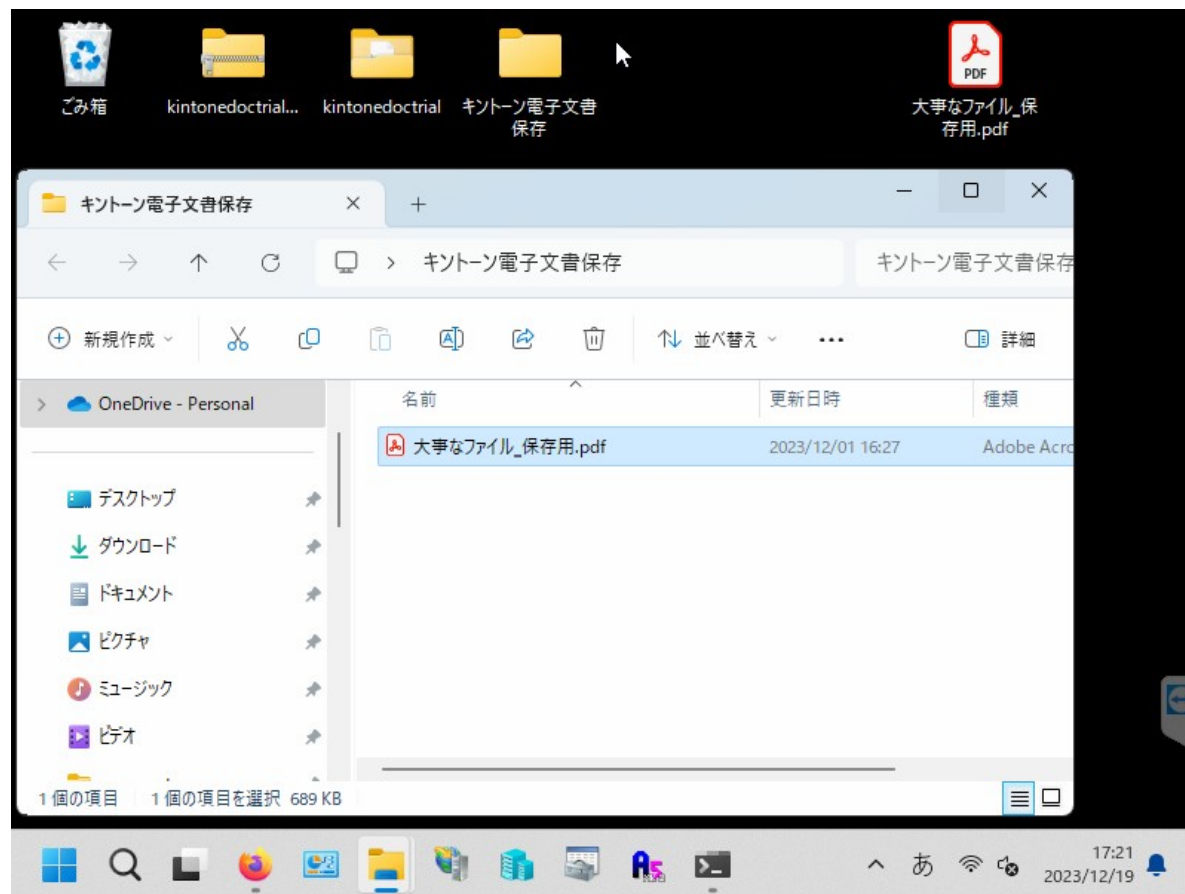 ごみ箱
kintonedoctrial...
kintonedoctrial
キントーン電子文書
保存
PDF
大事なファイル_保
存用.pdf
キントーン電子文書保存
キントーン電子文書保存
キントーン電子文書保存
新規作成
並べ替え
詳細
OneDrive - Personal
名前
更新日時
種類
大事なファイル_保存用.pdf
2023/12/01 16:27
Adobe Acro
デスクトップ
ダウンロード
ドキュメント
ピクチャ
ミュージック
ビデオ
1 個の項目
1 個の項目を選択 689 KB
あ
17:21
2023/12/19